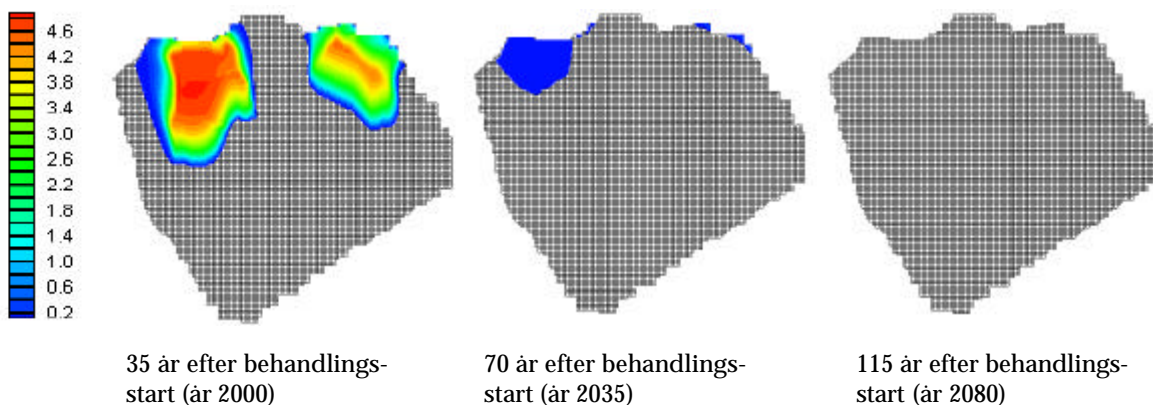 4.6
4.2
3.8
3.4
3.0
2.6
2.2
1.8
1.4
1.0
0.6
0.2
35 år efter behandlings-
start (år 2000)
70 år efter behandlings-
start (år 2035)
115 år efter behandlings-
start (år 2080)